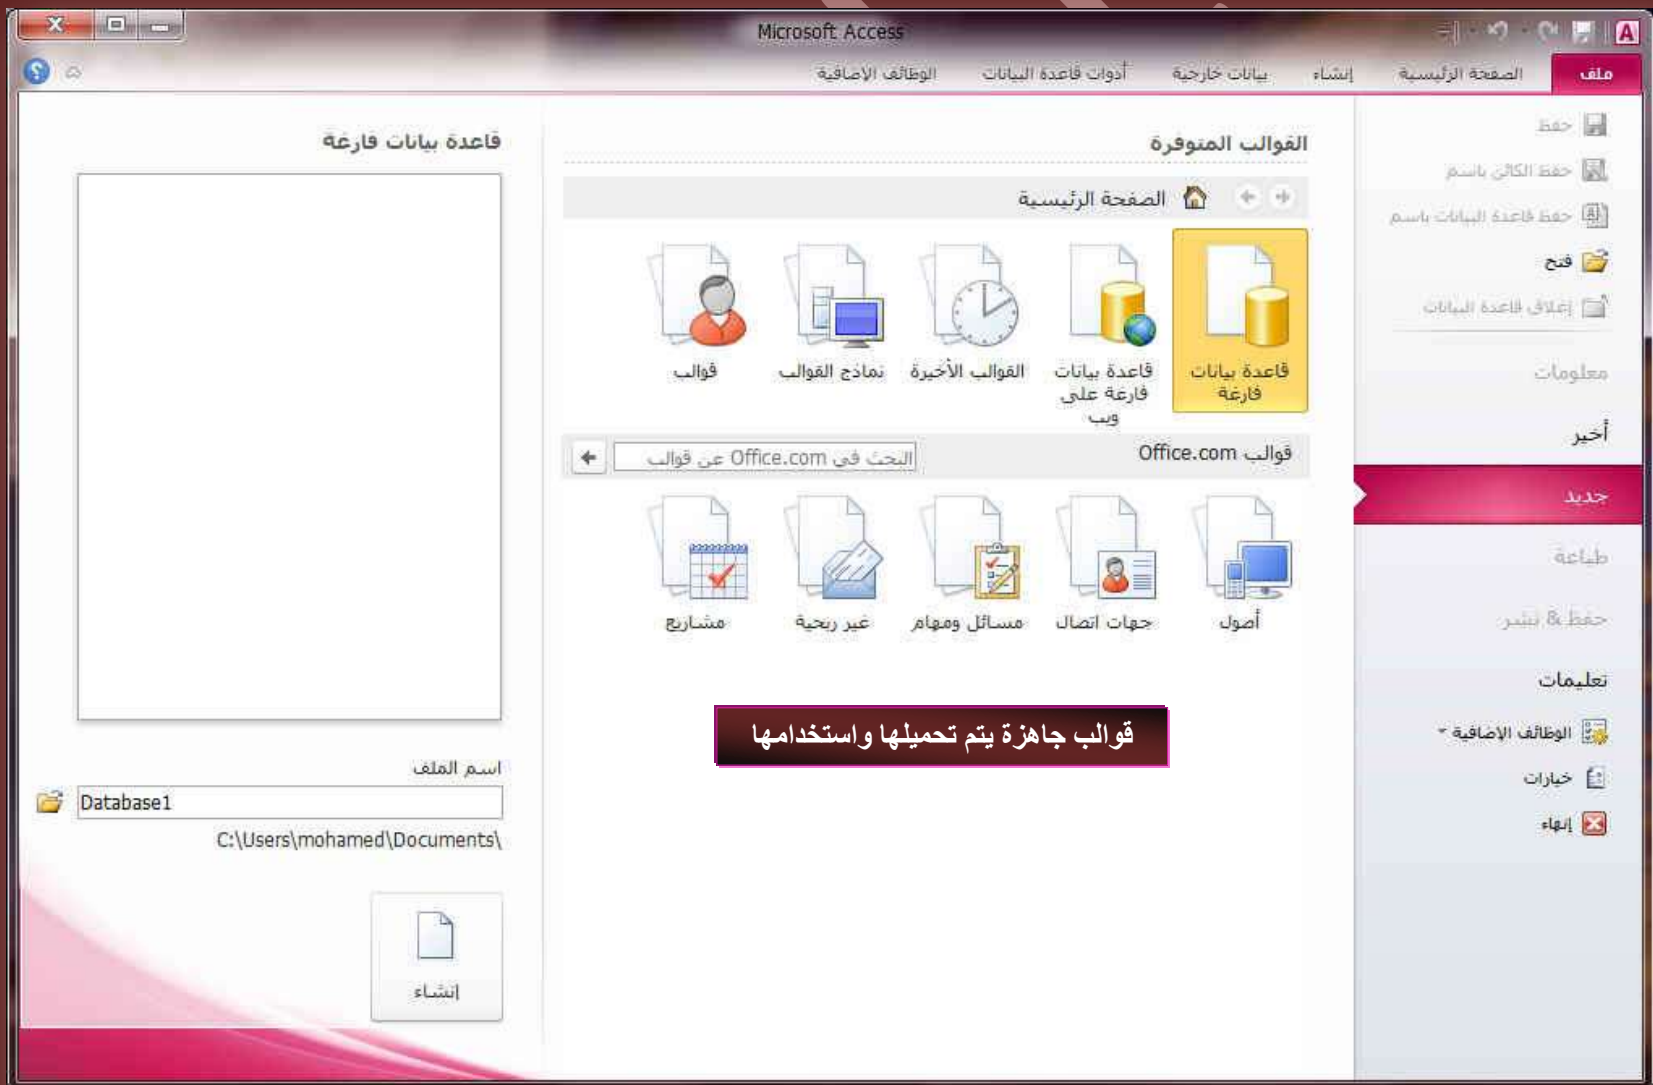 Microsoft Access
ملف
الصفحة الرئيسية
إنشاء
بيانات خارجية
أدوات قاعدة البيانات
الوظائف الإضافية
حفظ
حفظ الكائن باسم
حفظ قاعدة البيانات باسم
فتح
إغلاق قاعدة البيانات
معلومات
أخير
جديد
طباعة
حفظ & نشر
تعليمات
الوظائف الإضافية
خيارات
إنهاء
القوالب المتوفرة
الصفحة الرئيسية
قاعدة بيانات
فارغة
قاعدة بيانات
فارغة على
ويب
القوالب الأخيرة
نماذج القوالب
قوالب
قوالب Office.com
البحث في Office.com عن قوالب
أصول
جهات اتصال
مسائل ومهام
غير ربحية
مشاريع
قوالب جاهزة يتم تحميلها واستخدامها
قاعدة بيانات فارغة
اسم الملف
Database1
C:\Users\mohamed\Documents\
إنشاء